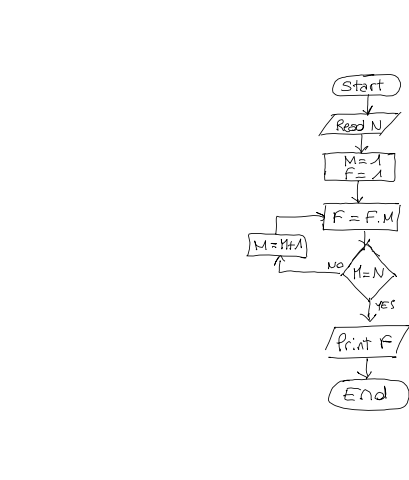 Start
Read N
M = 1
F = 1
F = F.M
M = M+1
NO
M=N
YES
Print F
End